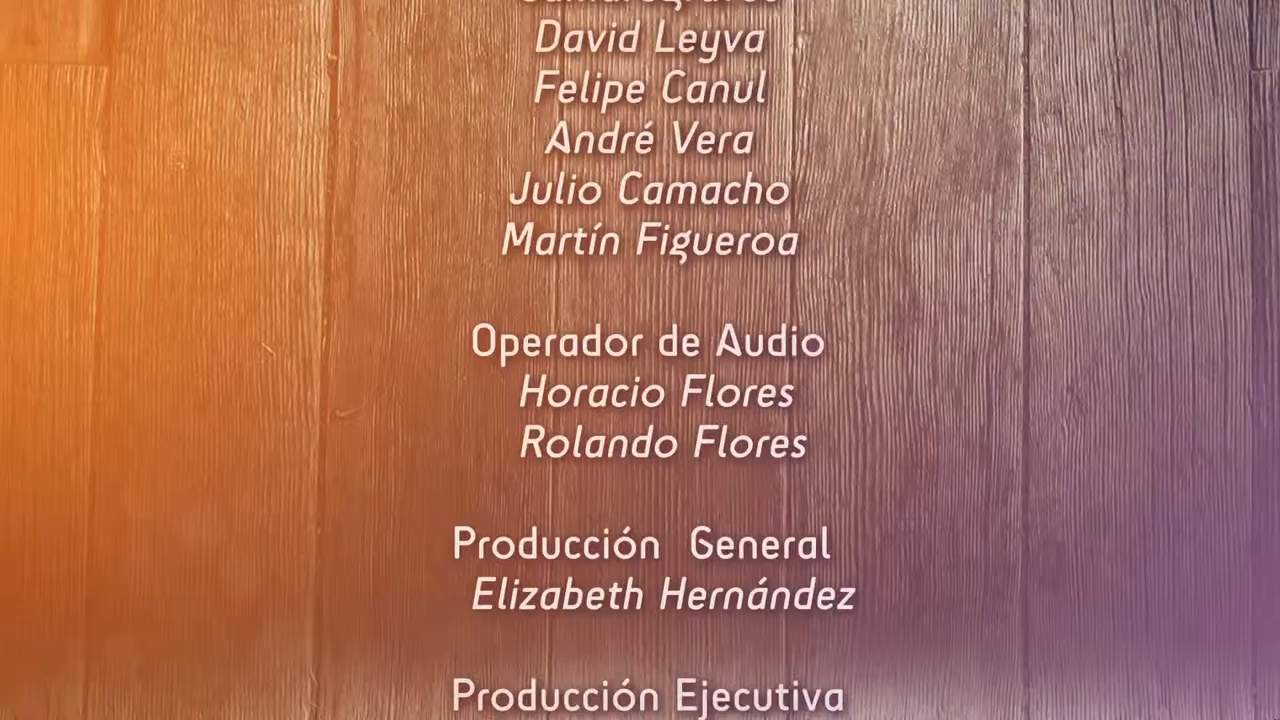 David Leyva
Felipe Canul
André Vera
Julio Camacho
Martín Figueroa
Operador de Audio
Horacio Flores
Rolando Flores
Producción General
Elizabeth Hernández
Producción Ejecutiva